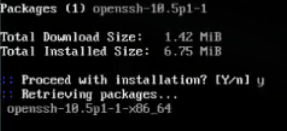 Packages (1) openssh-10.5p1-1
Total Download Size: 1.42 MiB
Total Installed Size: 6.75 MiB
:: Proceed with installation? [Y/n] y
:: Retrieving packages...
openssh-10.5p1-1-x86_64